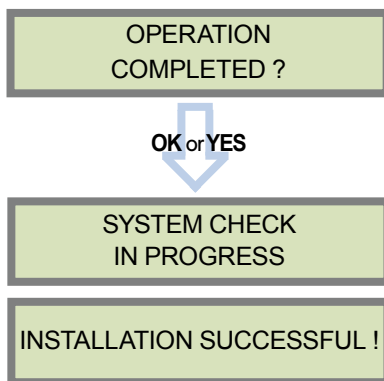 OPERATION
COMPLETED ?
OK or YES
SYSTEM CHECK
IN PROGRESS
INSTALLATION SUCCESSFUL !